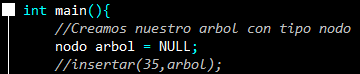 int main(){
//Creamos nuestro arbol con tipo nodo
nodo arbol = NULL;
//insertar(35,arbol);